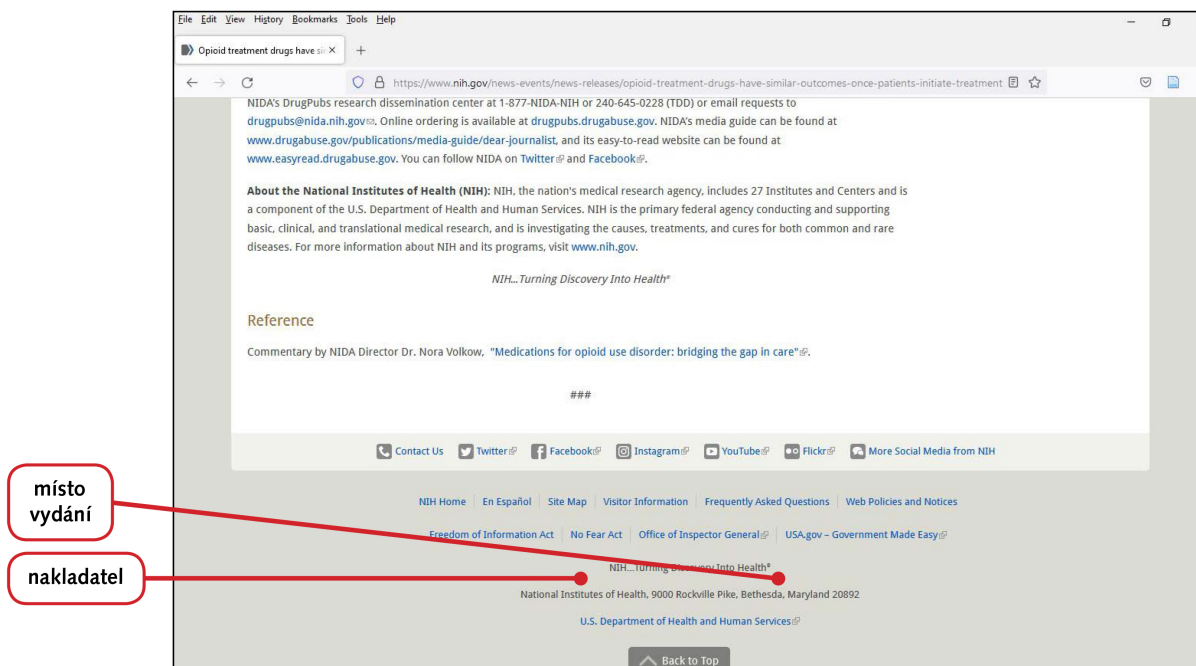 File Edit View History Bookmarks Tools Help
Opioid treatment drugs have si
https://www.nih.gov/news-events/news-releases/opioid-treatment-drugs-have-similar-outcomes-once-patients-initiate-treatment
NIDA's DrugPubs research dissemination center at 1-877-NIDA-NIH or 240-645-0228 (TDD) or email requests to
drugpubs@nida.nih.gov. Online ordering is available at drugpubs.drugabuse.gov. NIDA's media guide can be found at
www.drugabuse.gov/publications/media-guide/dear-journalist, and its easy-to-read website can be found at
www.easyread.drugabuse.gov. You can follow NIDA on Twitter and Facebook.
About the National Institutes of Health (NIH): NIH, the nation's medical research agency, includes 27 Institutes and Centers and is
a component of the U.S. Department of Health and Human Services. NIH is the primary federal agency conducting and supporting
basic, clinical, and translational medical research, and is investigating the causes, treatments, and cures for both common and rare
diseases. For more information about NIH and its programs, visit www.nih.gov.
NIH…Turning Discovery Into Health®
Reference
Commentary by NIDA Director Dr. Nora Volkow, "Medications for opioid use disorder: bridging the gap in care".
###
Contact Us Twitter Facebook Instagram YouTube Flickr More Social Media from NIH
místo
vydání
NIH Home En Español Site Map Visitor Information Frequently Asked Questions Web Policies and Notices
Freedom of Information Act No Fear Act Office of Inspector General USA.gov – Government Made Easy
nakladatel
NIH…Turning Discovery Into Health®
National Institutes of Health, 9000 Rockville Pike, Bethesda, Maryland 20892
U.S. Department of Health and Human Services
Back to Top